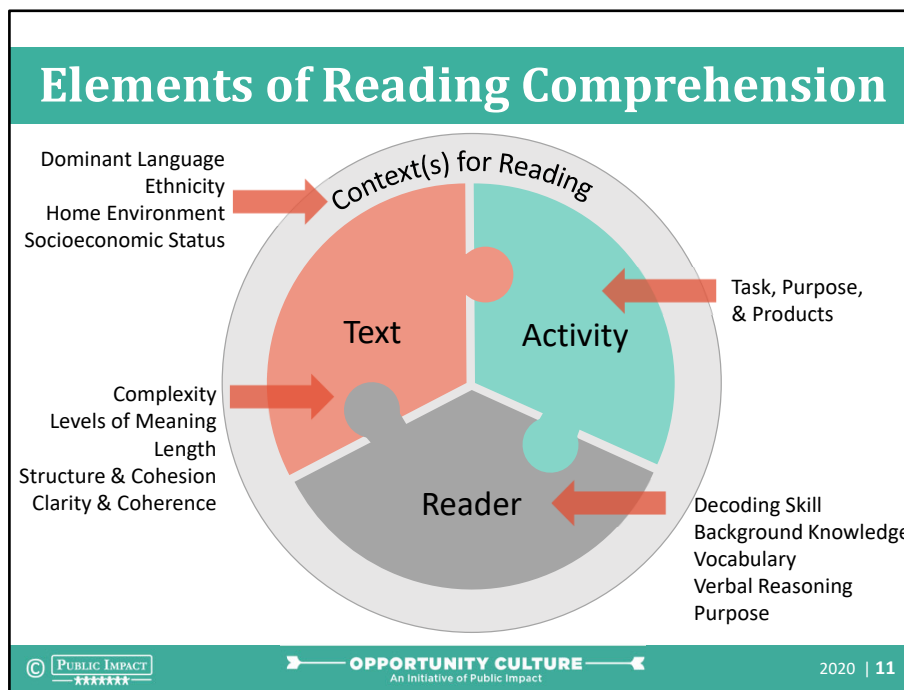 Elements of Reading Comprehension
Dominant Language
Ethnicity
Home Environment
Socioeconomic Status
Context(s) for Reading
Text
Activity
Task, Purpose,
& Products
Complexity
Levels of Meaning
Length
Structure & Cohesion
Clarity & Coherence
Reader
Decoding Skill
Background Knowledge
Vocabulary
Verbal Reasoning
Purpose
© PUBLIC IMPACT
OPPORTUNITY CULTURE
An Initiative of Public Impact
2020 | 11